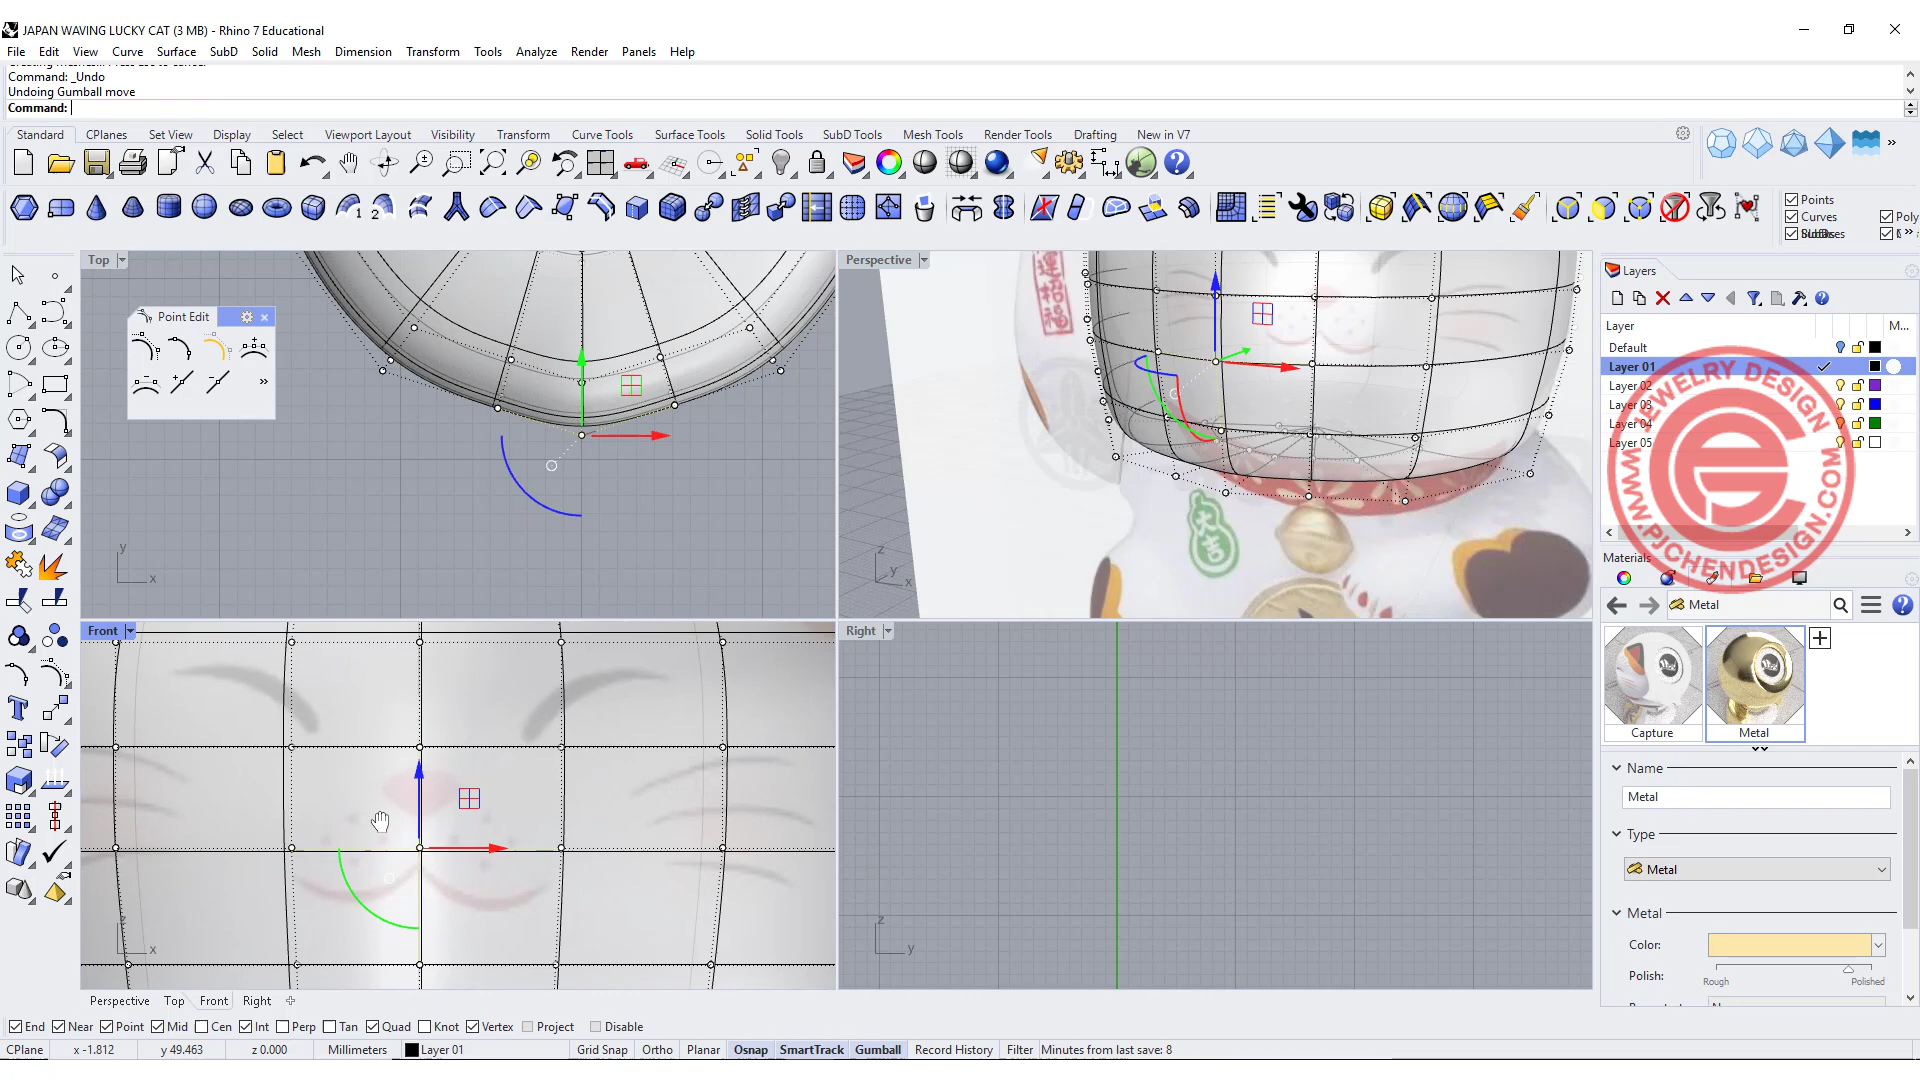 JAPAN WAVING LUCKY CAT (3 MB) - Rhino 7 Educational
File Edit View Curve Surface SubD Solid Mesh Dimension Transform Tools Analyze Render Panels Help
Command: _Undo
Undoing Gumball move
Command:
Standard CPlanes Set View Display Select Viewport Layout Visibility Transform Curve Tools Surface Tools Solid Tools SubD Tools Mesh Tools Render Tools Drafting New in V7
Points
Curves Poly
Top
Perspective
Point Edit
Layers
Layer M...
Default
Layer 01
Layer 02
Layer 03
Layer 04
Layer 05
JEWELRY DESIGN
WWW.PJCHENDESIGN.COM
運招福
大吉
y
x
z
y
x
Materials
Metal
Front
Right
Capture Metal
Name
Metal
Type
Metal
Metal
Color:
Polish:
Rough Polished
z
x
z
y
Perspective Top Front Right
End Near Point Mid Cen Int Perp Tan Quad Knot Vertex Project Disable
CPlane x -1.812 y 49.463 z 0.000 Millimeters Layer 01 Grid Snap Ortho Planar Osnap SmartTrack Gumball Record History Filter Minutes from last save: 8